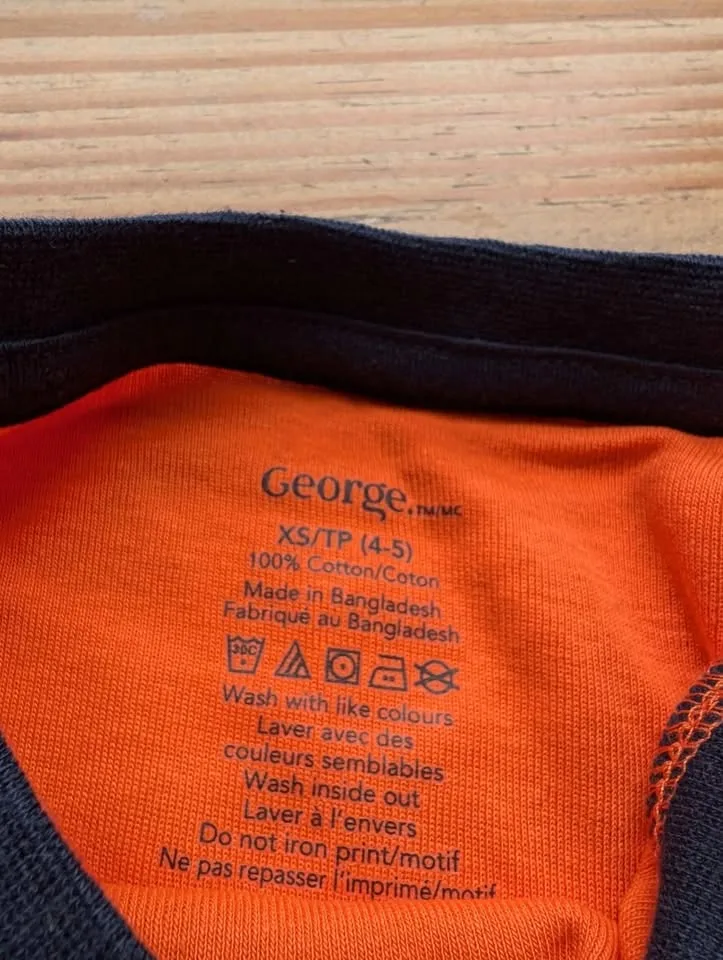 George.TM/MC
XS/TP (4-5)
100% Cotton/Coton
Made in Bangladesh
Fabriqué au Bangladesh
30C
Wash with like colours
Laver avec des
couleurs semblables
Wash inside out
Laver à l'envers
Do not iron print/motif
Ne pas repasser l'imprimé/motif